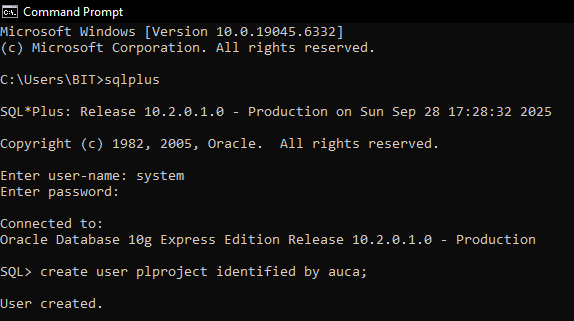 Command Prompt
Microsoft Windows [Version 10.0.19045.6332]
(c) Microsoft Corporation. All rights reserved.
C:\Users\BIT>sqlplus
SQL*Plus: Release 10.2.0.1.0 - Production on Sun Sep 28 17:28:32 2025
Copyright (c) 1982, 2005, Oracle.  All rights reserved.
Enter user-name: system
Enter password:
Connected to:
Oracle Database 10g Express Edition Release 10.2.0.1.0 - Production
SQL> create user plproject identified by auca;
User created.